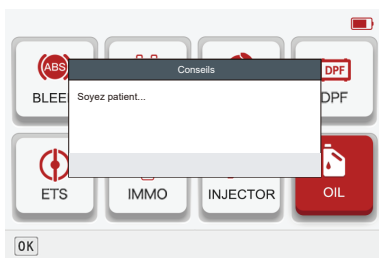 ABS
Conseils
DPF
BLEE
Soyez patient...
DPF
ETS
IMMO
INJECTOR
OIL
OK